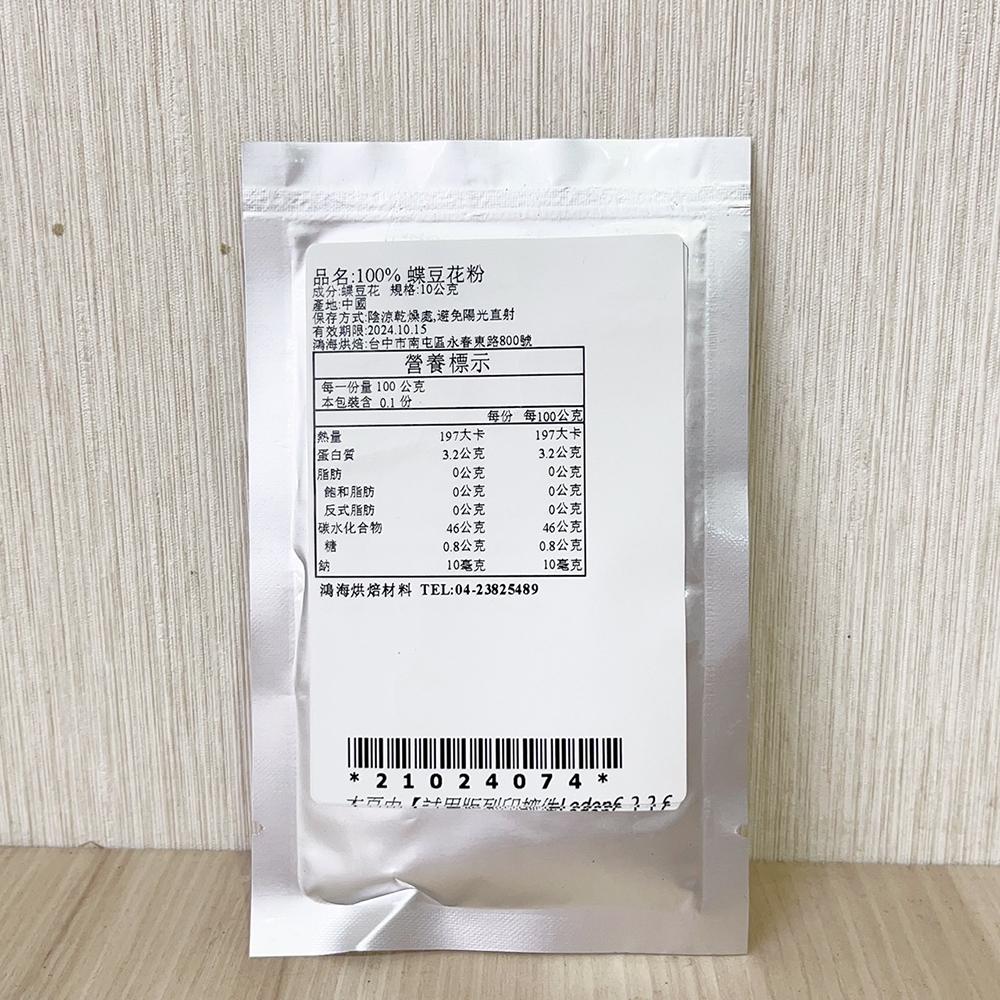 品名:100% 蝶豆花粉
成分:蝶豆花 規格:10公克
產地:中國
保存方式:陰涼乾燥處,避免陽光直射
有效期限:2024.10.15
鴻海烘焙:台中市南屯區永春東路800號
營養標示
每一份量 100 公克
本包裝含 0.1 份
每份 每100公克
熱量 197大卡 197大卡
蛋白質 3.2公克 3.2公克
脂肪 0公克 0公克
飽和脂肪 0公克 0公克
反式脂肪 0公克 0公克
碳水化合物 46公克 46公克
糖 0.8公克 0.8公克
鈉 10毫克 10毫克
鴻海烘焙材料 TEL:04-23825489
*21024074*